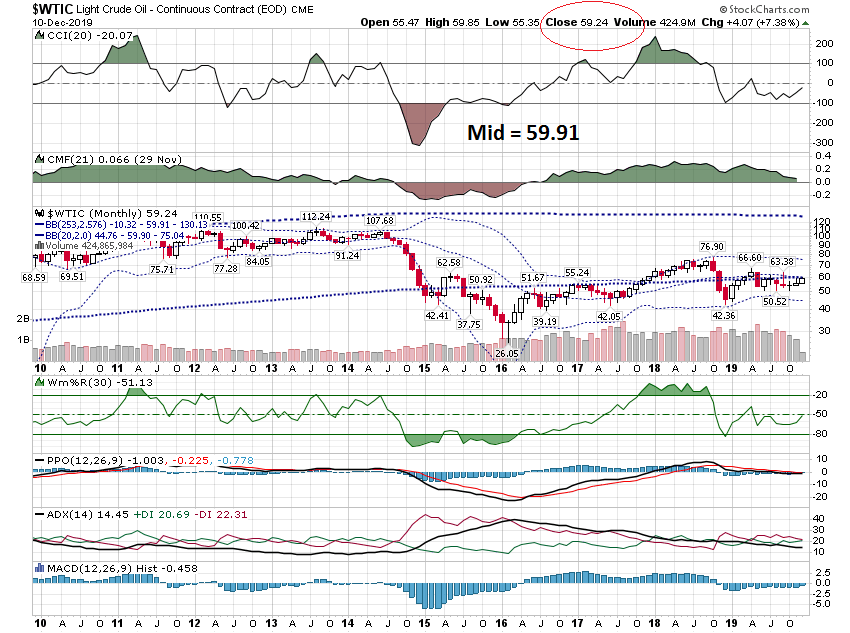 $WTIC Light Crude Oil - Continuous Contract (EOD) CME © StockCharts.com
10-Dec-2019 Open 55.47 High 59.85 Low 55.35 Close 59.24 Volume 424.9M Chg +4.07 (+7.38%)
CCI(20) -20.07
200
100
0
-100
-200
-300
Mid = 59.91
CMF(21) 0.066 (29 Nov)
0.4
0.2
0.0
-0.2
$WTIC (Monthly) 59.24
BB(253,2.576) -10.32 - 59.91 - 130.13
BB(20,2.0) 44.76 - 59.90 - 75.04
Volume 424,865,984
110.55 100.42 112.24 107.68
68.59 69.51 75.71 77.28 84.05 91.24
62.58 50.92 51.67 55.24 76.90 66.60 63.38
42.41 37.75 26.05 39.19 42.05 42.36 50.52
120
100
90
80
70
60
50
40
30
2B
1B
10 A J O 11 A J O 12 A J O 13 A J O 14 A J O 15 A J O 16 A J O 17 A J O 18 A J O 19 A J O
Wm%R(30) -51.13
-20
-50
-80
PPO(12,26,9) -1.003, -0.225, -0.778
10
0
-10
-20
ADX(14) 14.45 +DI 20.69 -DI 22.31
40
30
20
10
MACD(12,26,9) Hist -0.458
2.5
0.0
-2.5
-5.0
10 A J O 11 A J O 12 A J O 13 A J O 14 A J O 15 A J O 16 A J O 17 A J O 18 A J O 19 A J O